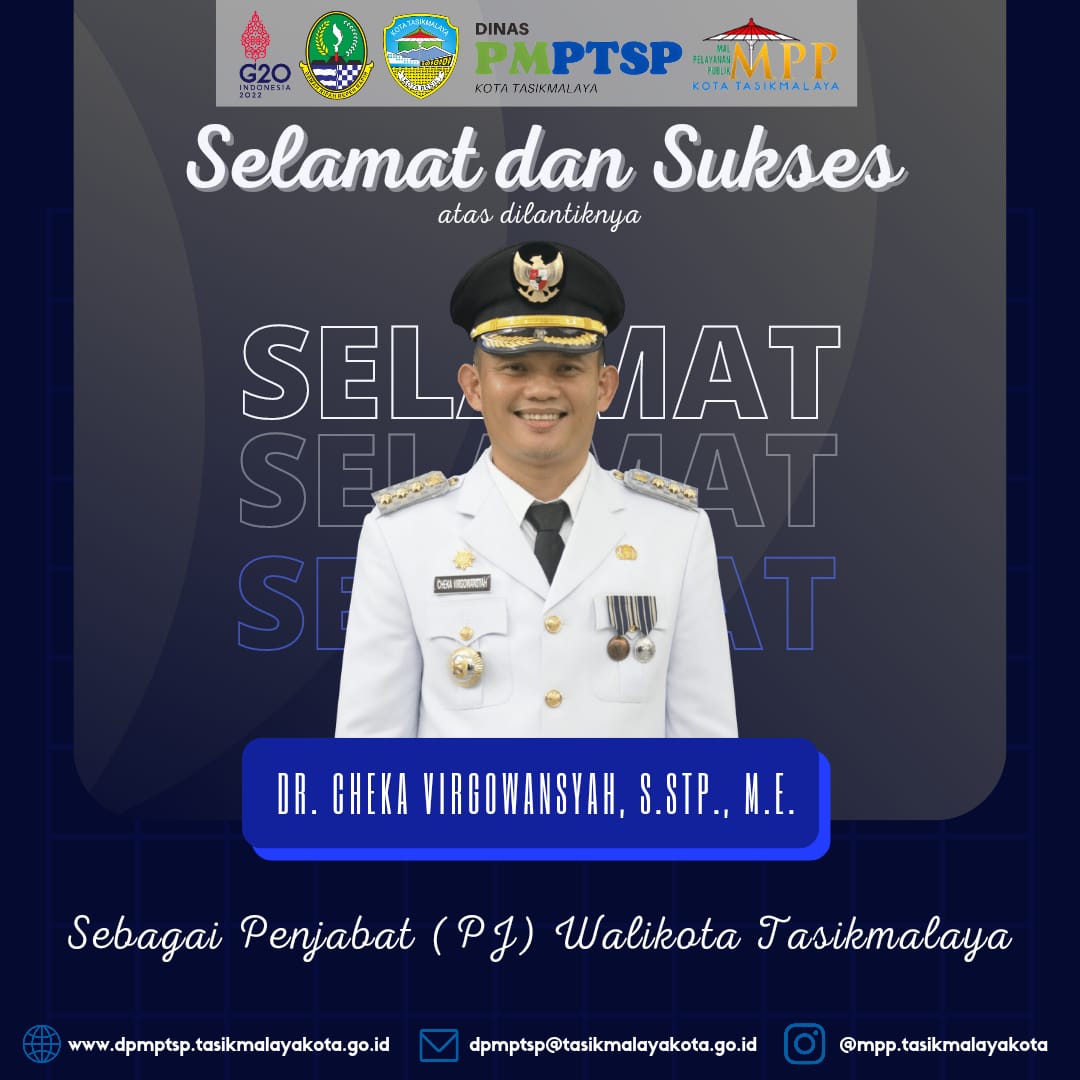 G20
INDONESIA
2022
KOTA TASIKMALAYA
DINAS
PMPTSP
KOTA TASIKMALAYA
MAL
PELAYANAN
PUBLIK
MPP
KOTA TASIKMALAYA
Selamat dan Sukses
atas dilantiknya
SELAMAT
SELAMAT
SELAMAT
CHEKA VIRGOWANSYAH
DR. CHEKA VIRGOWANSYAH, S.STP., M.E.
Sebagai Penjabat (PJ) Walikota Tasikmalaya
www.dpmptsp.tasikmalayakota.go.id
dpmptsp@tasikmalayakota.go.id
@mpp.tasikmalayakota